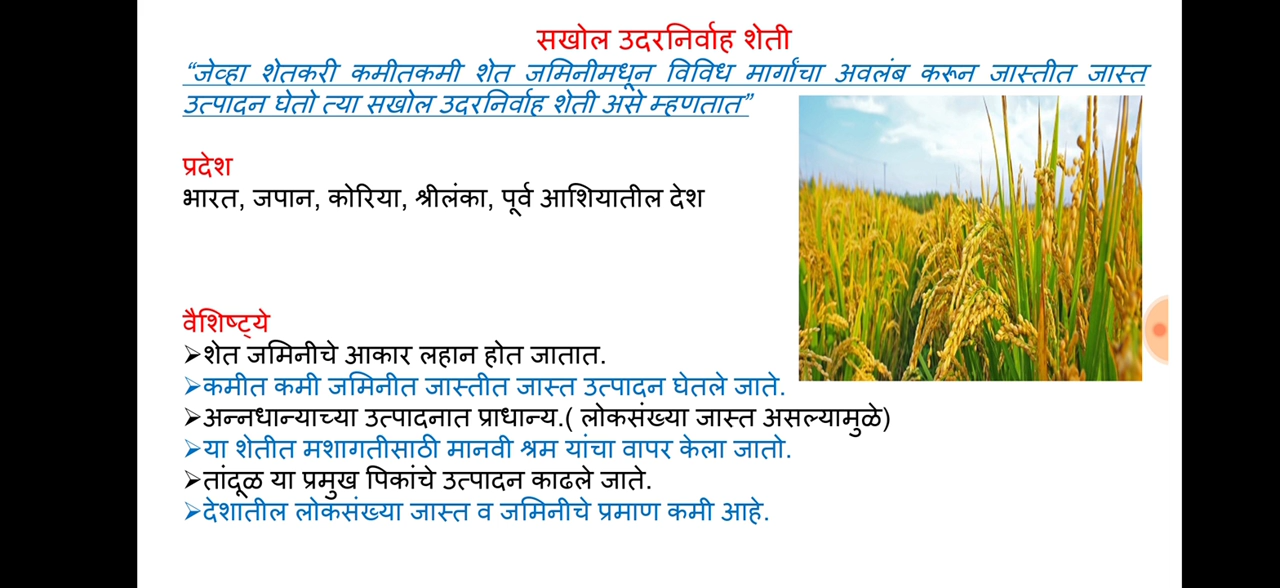 सखोल उदरनिर्वाह शेती
“जेव्हा शेतकरी कमीतकमी शेत जमिनीमधून विविध मार्गांचा अवलंब करून जास्तीत जास्त
उत्पादन घेतो त्या सखोल उदरनिर्वाह शेती असे म्हणतात”
प्रदेश
भारत, जपान, कोरिया, श्रीलंका, पूर्व आशियातील देश
वैशिष्ट्ये
➢शेत जमिनीचे आकार लहान होत जातात.
➢कमीत कमी जमिनीत जास्तीत जास्त उत्पादन घेतले जाते.
➢अन्नधान्याच्या उत्पादनात प्राधान्य.( लोकसंख्या जास्त असल्यामुळे)
➢या शेतीत मशागतीसाठी मानवी श्रम यांचा वापर केला जातो.
➢तांदूळ या प्रमुख पिकांचे उत्पादन काढले जाते.
➢देशातील लोकसंख्या जास्त व जमिनीचे प्रमाण कमी आहे.